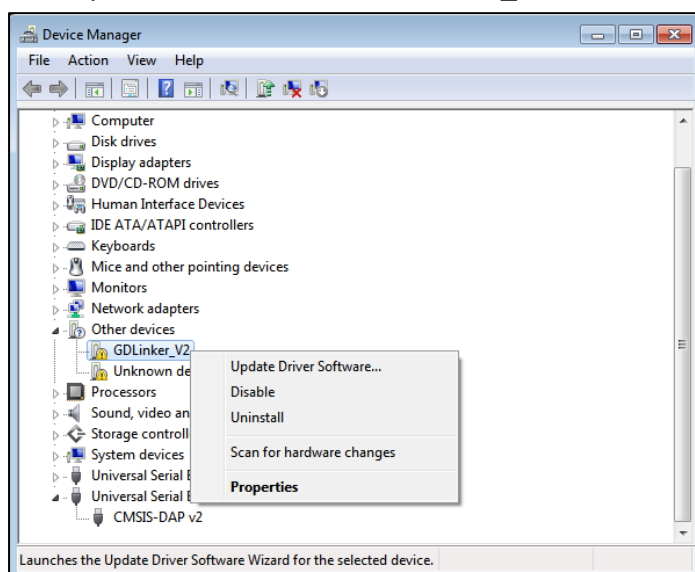 Device Manager
File Action View Help
Computer
Disk drives
Display adapters
DVD/CD-ROM drives
Human Interface Devices
IDE ATA/ATAPI controllers
Keyboards
Mice and other pointing devices
Monitors
Network adapters
Other devices
GDLinker_V2
Unknown de
Processors
Sound, video an
Storage controll
System devices
Universal Serial
Universal Serial
CMSIS-DAP v2
Update Driver Software...
Disable
Uninstall
Scan for hardware changes
Properties
Launches the Update Driver Software Wizard for the selected device.